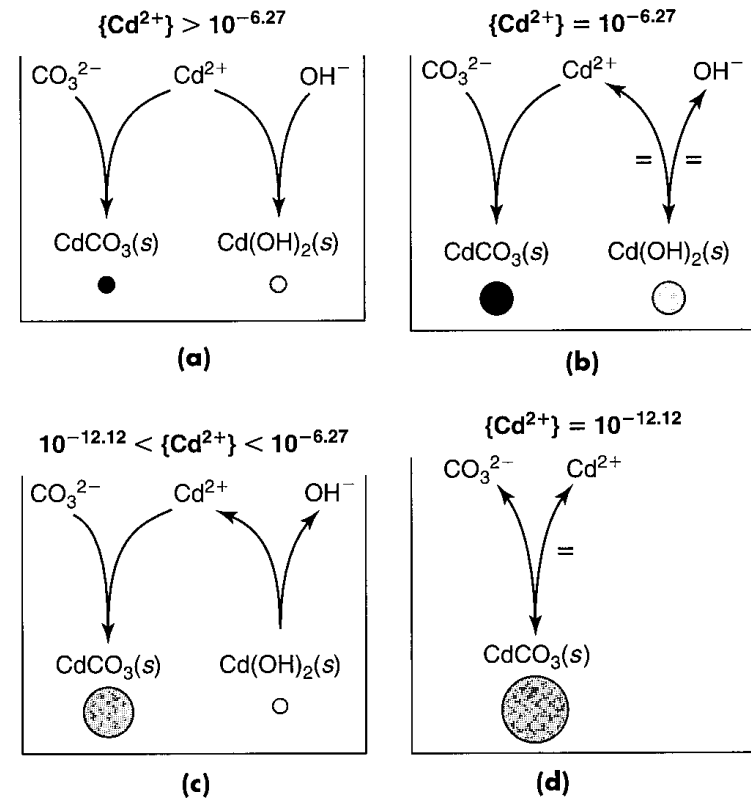 {Cd²⁺} > 10⁻⁶·²⁷
CO₃²⁻ Cd²⁺ OH⁻
CdCO₃(s) Cd(OH)₂(s)
(a)
{Cd²⁺} = 10⁻⁶·²⁷
CO₃²⁻ Cd²⁺ OH⁻
= =
CdCO₃(s) Cd(OH)₂(s)
(b)
10⁻¹²·¹² < {Cd²⁺} < 10⁻⁶·²⁷
CO₃²⁻ Cd²⁺ OH⁻
CdCO₃(s) Cd(OH)₂(s)
(c)
{Cd²⁺} = 10⁻¹²·¹²
CO₃²⁻ Cd²⁺
=
CdCO₃(s)
(d)